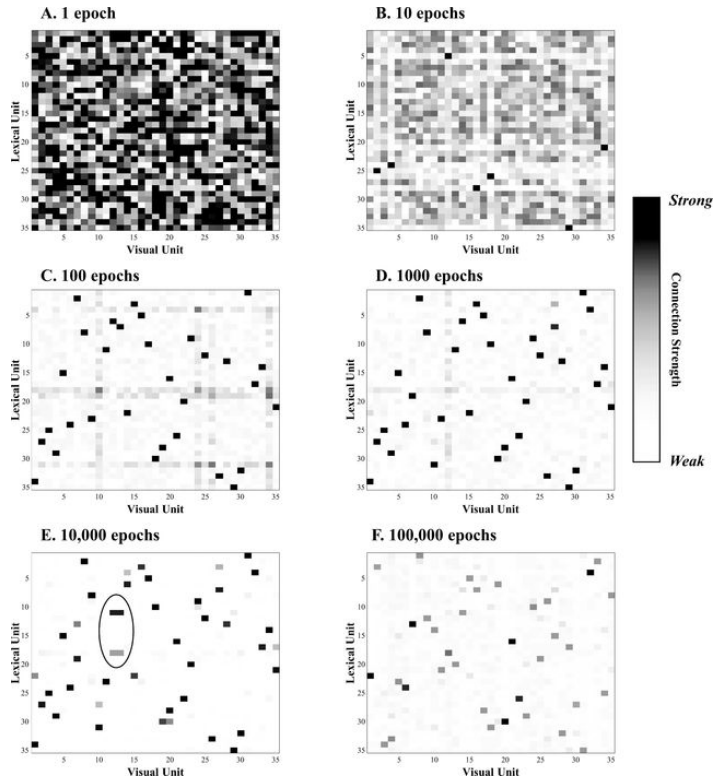 A. 1 epoch
Lexical Unit
5
10
15
20
25
30
35
5 10 15 20 25 30 35
Visual Unit
B. 10 epochs
Lexical Unit
5
10
15
20
25
30
35
5 10 15 20 25 30 35
Visual Unit
C. 100 epochs
Lexical Unit
5
10
15
20
25
30
35
5 10 15 20 25 30 35
Visual Unit
D. 1000 epochs
Lexical Unit
5
10
15
20
25
30
35
5 10 15 20 25 30 35
Visual Unit
Strong
Connection Strength
Weak
E. 10,000 epochs
Lexical Unit
5
10
15
20
25
30
35
5 10 15 20 25 30 35
Visual Unit
F. 100,000 epochs
Lexical Unit
5
10
15
20
25
30
35
5 10 15 20 25 30 35
Visual Unit